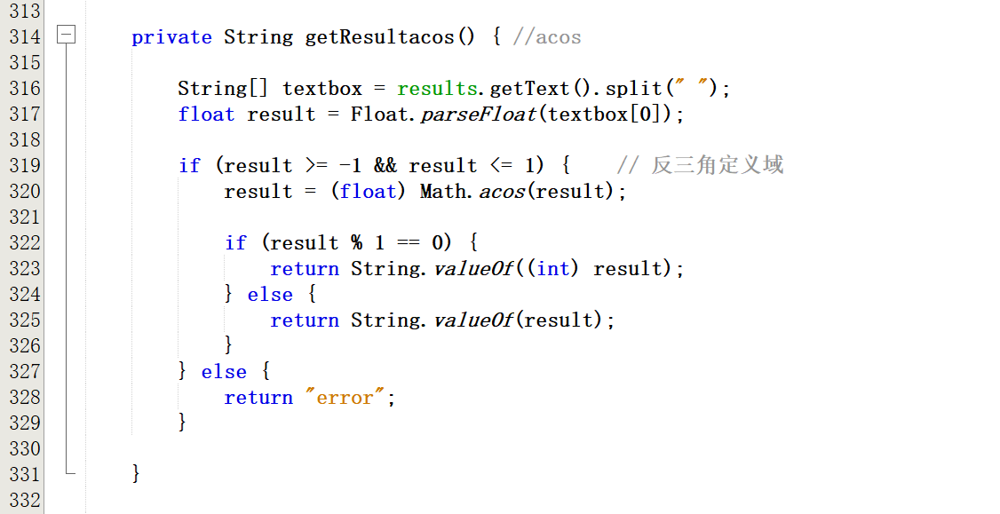 313
314 private String getResultacos() { //acos
315
316 String[] textbox = results.getText().split(" ");
317 float result = Float.parseFloat(textbox[0]);
318
319 if (result >= -1 && result <= 1) { // 反三角定义域
320 result = (float) Math.acos(result);
321
322 if (result % 1 == 0) {
323 return String.valueOf((int) result);
324 } else {
325 return String.valueOf(result);
326 }
327 } else {
328 return "error";
329 }
330
331 }
332